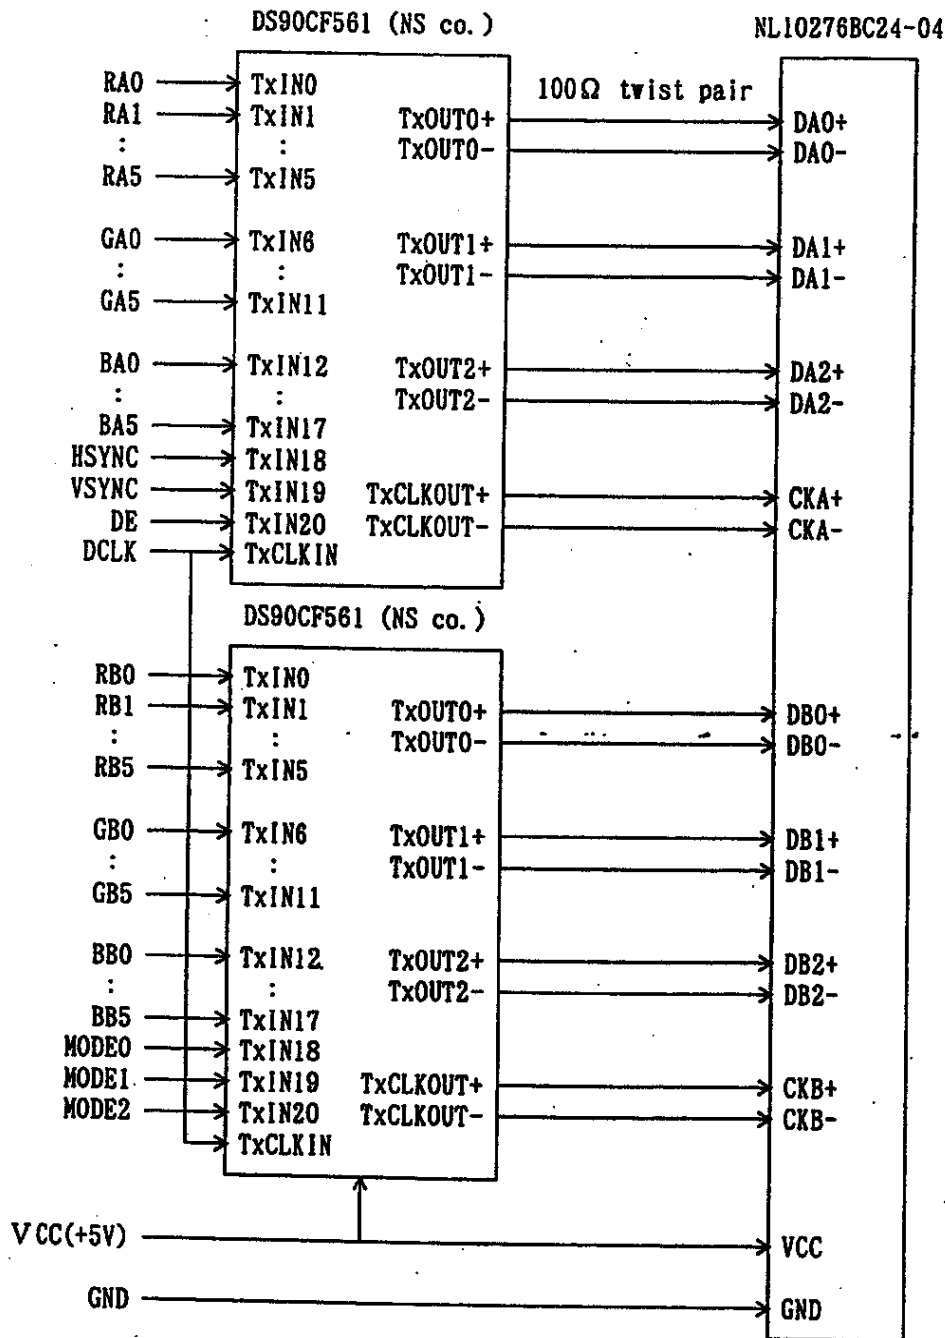 DS90CF561 (NS co.)
NL10276BC24-04
100Ω twist pair
RA0
RA1
:
RA5
GA0
:
GA5
BA0
:
BA5
HSYNC
VSYNC
DE
DCLK
TxIN0
TxIN1
:
TxIN5
TxIN6
:
TxIN11
TxIN12
:
TxIN17
TxIN18
TxIN19
TxIN20
TxCLKIN
TxOUT0+
TxOUT0-
TxOUT1+
TxOUT1-
TxOUT2+
TxOUT2-
TxCLKOUT+
TxCLKOUT-
DA0+
DA0-
DA1+
DA1-
DA2+
DA2-
CKA+
CKA-
DS90CF561 (NS co.)
RB0
RB1
:
RB5
GB0
:
GB5
BB0
:
BB5
MODE0
MODE1
MODE2
TxIN0
TxIN1
:
TxIN5
TxIN6
:
TxIN11
TxIN12
:
TxIN17
TxIN18
TxIN19
TxIN20
TxCLKIN
TxOUT0+
TxOUT0-
TxOUT1+
TxOUT1-
TxOUT2+
TxOUT2-
TxCLKOUT+
TxCLKOUT-
DB0+
DB0-
DB1+
DB1-
DB2+
DB2-
CKB+
CKB-
VCC(+5V)
VCC
GND
GND